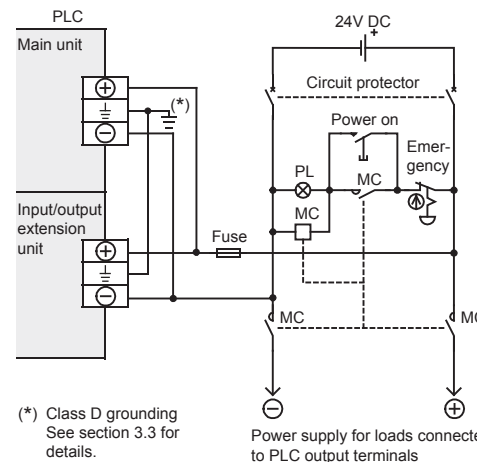 PLC
24V DC
+
Main unit
Circuit protector
(*)
Power on
Emer-
gency
PL
MC
MC
Input/output
extension
unit
Fuse
MC
MC
(*) Class D grounding
See section 3.3 for
details.
Power supply for loads connecte
to PLC output terminals